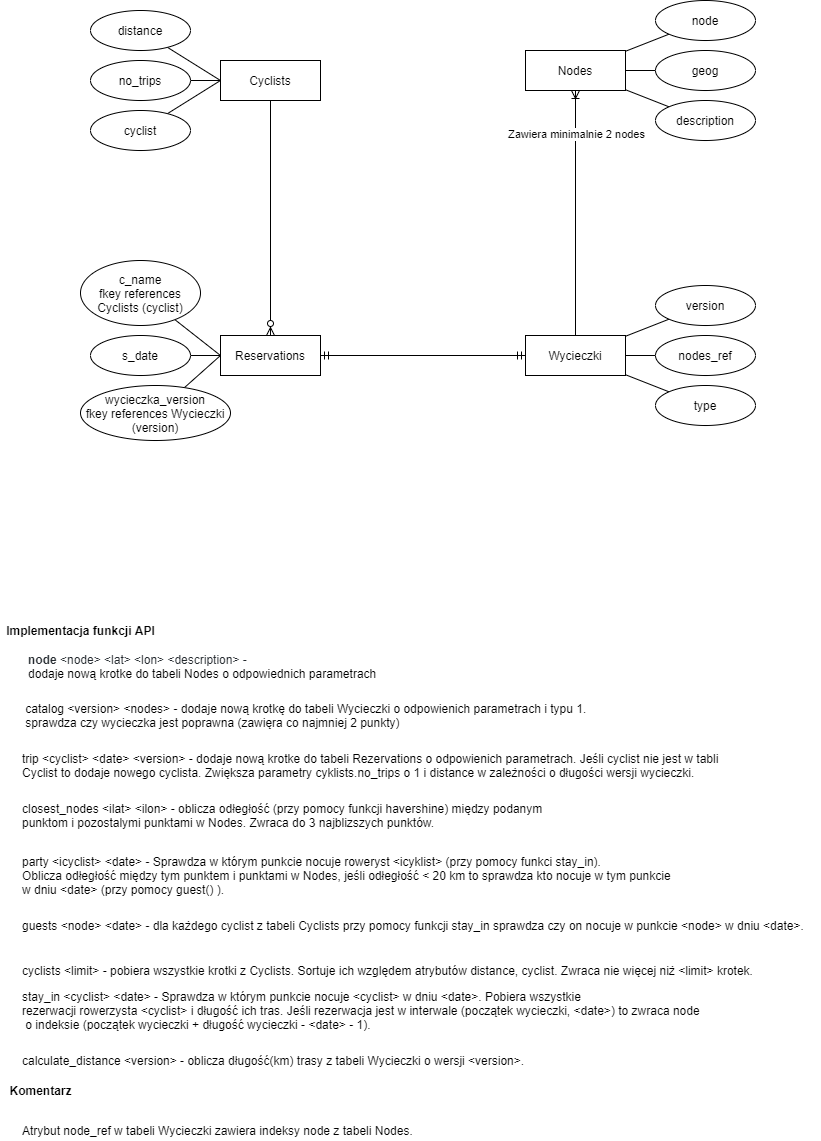 distance
no_trips
cyclist
Cyclists
Nodes
node
geog
description
Zawiera minimalnie 2 nodes
c_name
fkey references
Cyclists (cyclist)
s_date
wycieczka_version
fkey references Wycieczki
(version)
Reservations
Wycieczki
version
nodes_ref
type
Implementacja funkcji API
node <node> <lat> <lon> <description> -
dodaje nową krotke do tabeli Nodes o odpowiednich parametrach
catalog <version> <nodes> - dodaje nową krotkę do tabeli Wycieczki o odpowienich parametrach i typu 1.
sprawdza czy wycieczka jest poprawna (zawięra co najmniej 2 punkty)
trip <cyclist> <date> <version> - dodaje nową krotke do tabeli Rezervations o odpowienich parametrach. Jeśli cyclist nie jest w tabli
Cyclist to dodaje nowego cyclista. Zwiększa parametry cyklists.no_trips o 1 i distance w zależności o długości wersji wycieczki.
closest_nodes <ilat> <ilon> - oblicza odległość (przy pomocy funkcji havershine) między podanym
punktom i pozostalymi punktami w Nodes. Zwraca do 3 najblizszych punktów.
party <icyclist> <date> - Sprawdza w którym punkcie nocuje roweryst <icyklist> (przy pomocy funkci stay_in).
Oblicza odległość między tym punktem i punktami w Nodes, jeśli odległość < 20 km to sprawdza kto nocuje w tym punkcie
w dniu <date> (przy pomocy guest() ).
guests <node> <date> - dla każdego cyclist z tabeli Cyclists przy pomocy funkcji stay_in sprawdza czy on nocuje w punkcie <node> w dniu <date>.
cyclists <limit> - pobiera wszystkie krotki z Cyclists. Sortuje ich względem atrybutów distance, cyclist. Zwraca nie więcej niż <limit> krotek.
stay_in <cyclist> <date> - Sprawdza w którym punkcie nocuje <cyclist> w dniu <date>. Pobiera wszystkie
rezerwacji rowerzysta <cyclist> i długość ich tras. Jeśli rezerwacja jest w interwale (początek wycieczki, <date>) to zwraca node
o indeksie (początek wycieczki + długość wycieczki - <date> - 1).
calculate_distance <version> - oblicza długość(km) trasy z tabeli Wycieczki o wersji <version>.
Komentarz
Atrybut node_ref w tabeli Wycieczki zawiera indeksy node z tabeli Nodes.